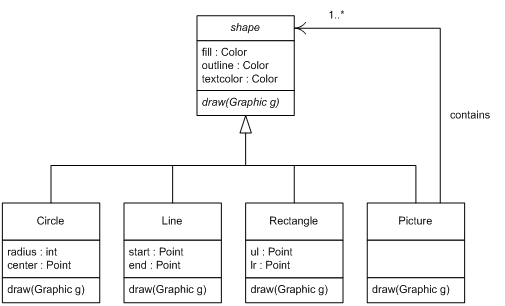 shape
1..*
fill : Color
outline : Color
textcolor : Color
draw(Graphic g)
contains
Circle
radius : int
center : Point
draw(Graphic g)
Line
start : Point
end : Point
draw(Graphic g)
Rectangle
ul : Point
lr : Point
draw(Graphic g)
Picture
draw(Graphic g)